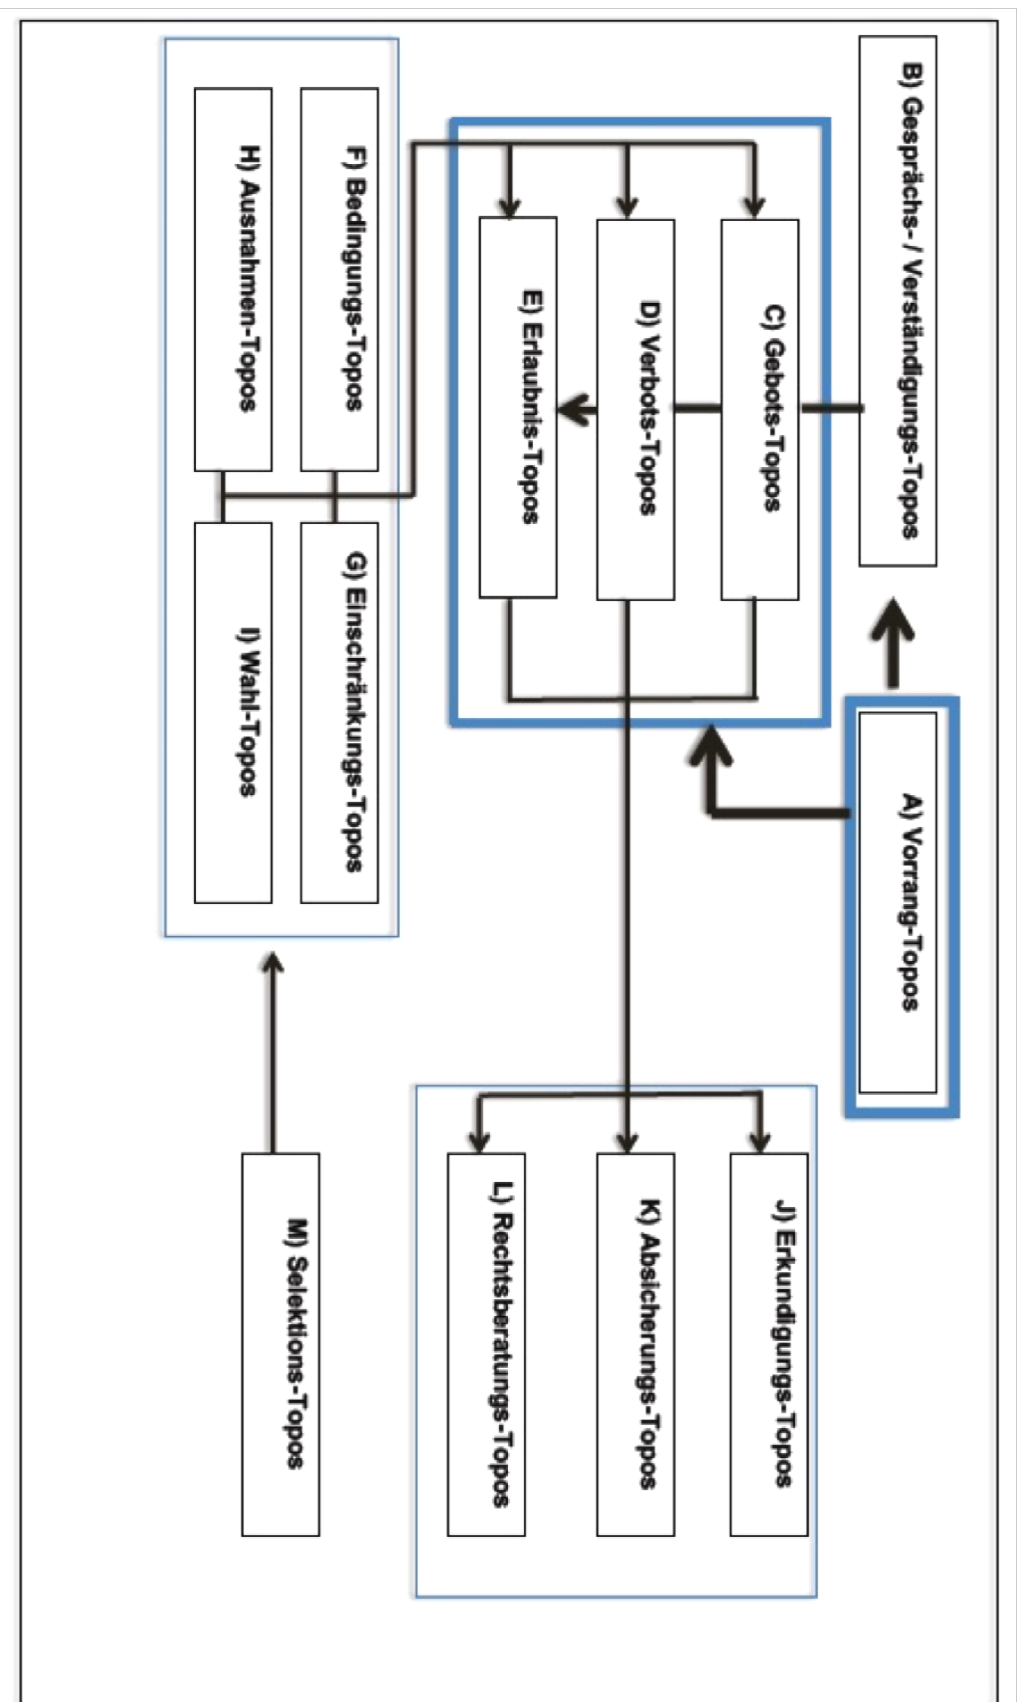 B) Gesprächs- / Verständigungs-Topos
A) Vorrang-Topos
C) Gebots-Topos
D) Verbots-Topos
E) Erlaubnis-Topos
J) Erkundigungs-Topos
K) Absicherungs-Topos
L) Rechtsberatungs-Topos
F) Bedingungs-Topos
G) Einschränkungs-Topos
H) Ausnahmen-Topos
I) Wahl-Topos
M) Selektions-Topos